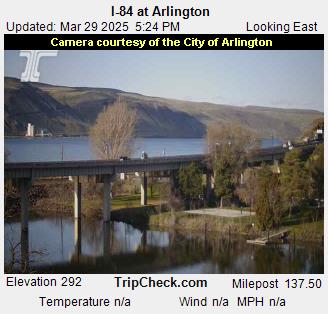 I-84 at Arlington
Updated: Mar 29 2025 5:24 PM Looking East
Camera courtesy of the City of Arlington
Elevation 292 TripCheck.com Milepost 137.50
Temperature n/a Wind n/a MPH n/a